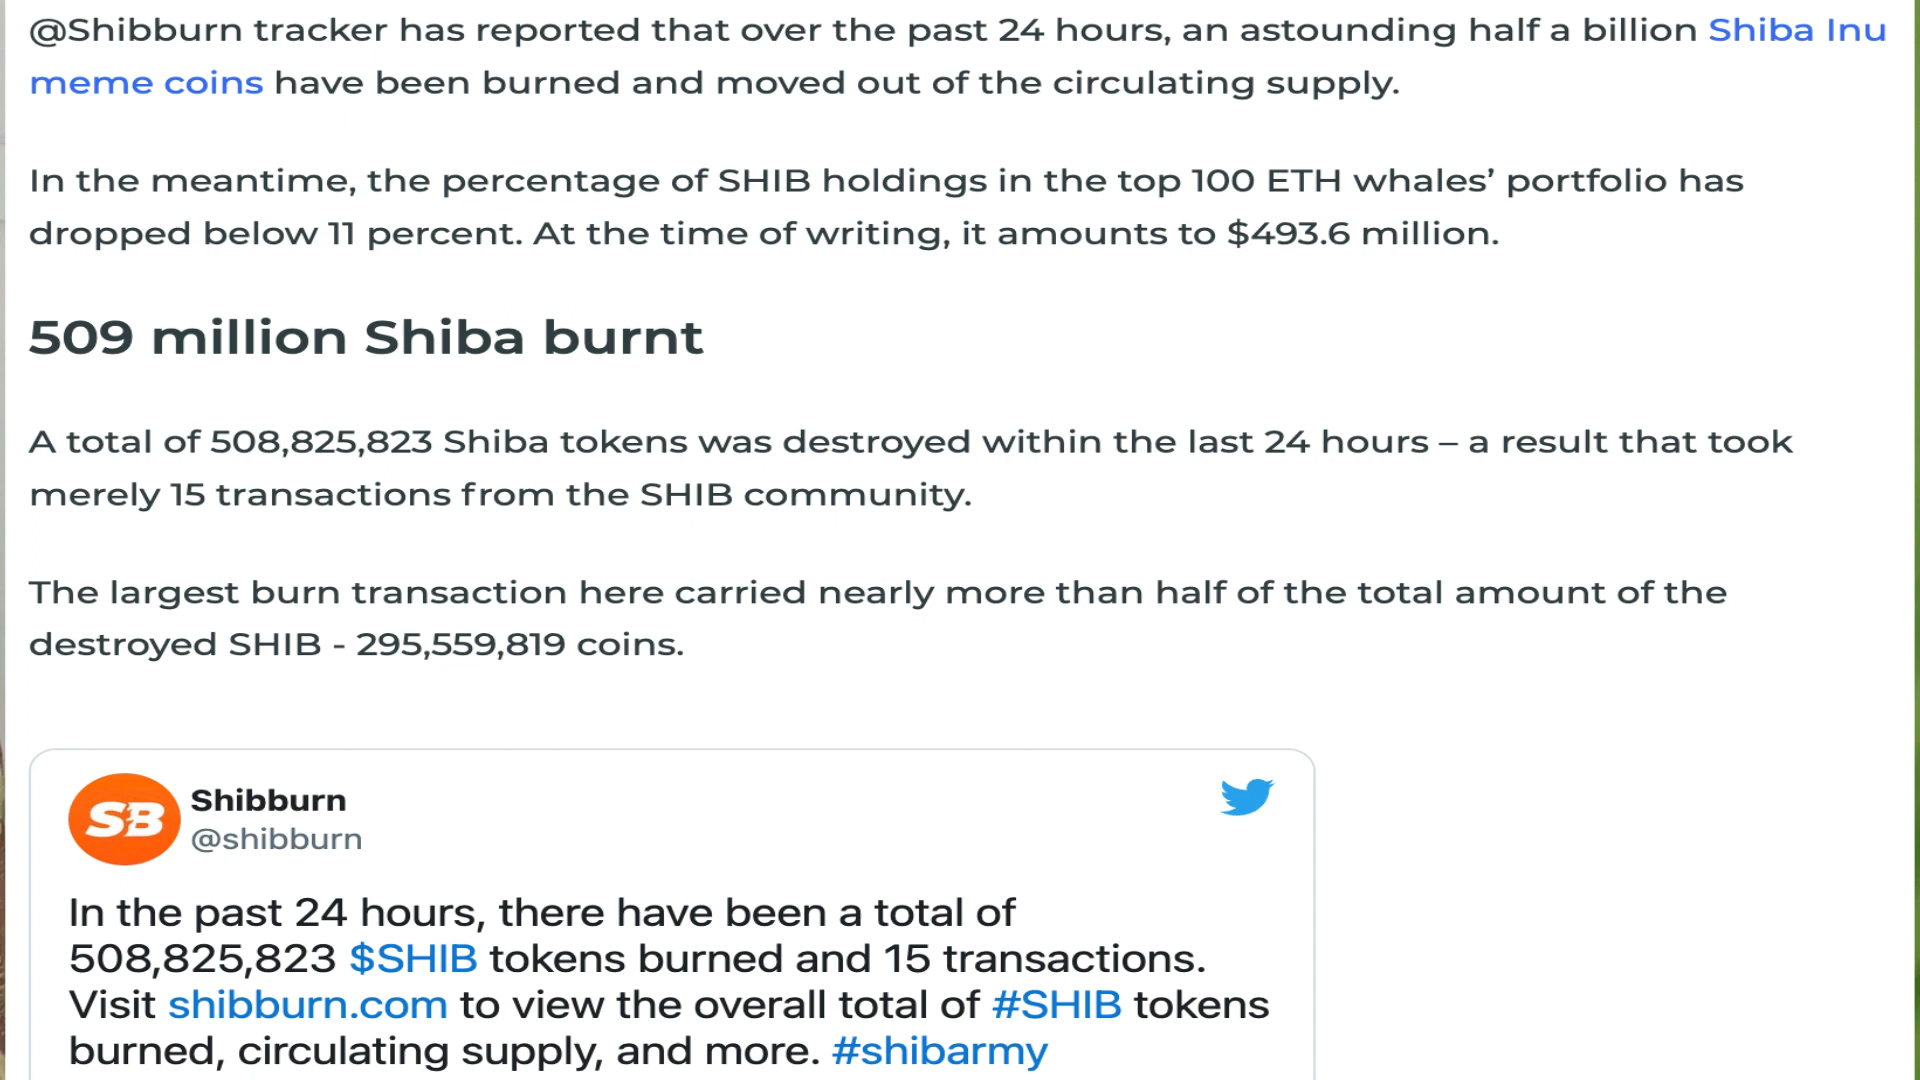 @Shibburn tracker has reported that over the past 24 hours, an astounding half a billion Shiba Inu
meme coins have been burned and moved out of the circulating supply.
In the meantime, the percentage of SHIB holdings in the top 100 ETH whales’ portfolio has
dropped below 11 percent. At the time of writing, it amounts to $493.6 million.
509 million Shiba burnt
A total of 508,825,823 Shiba tokens was destroyed within the last 24 hours – a result that took
merely 15 transactions from the SHIB community.
The largest burn transaction here carried nearly more than half of the total amount of the
destroyed SHIB - 295,559,819 coins.
SB
Shibburn
@shibburn
In the past 24 hours, there have been a total of
508,825,823 $SHIB tokens burned and 15 transactions.
Visit shibburn.com to view the overall total of #SHIB tokens
burned, circulating supply, and more. #shibarmy